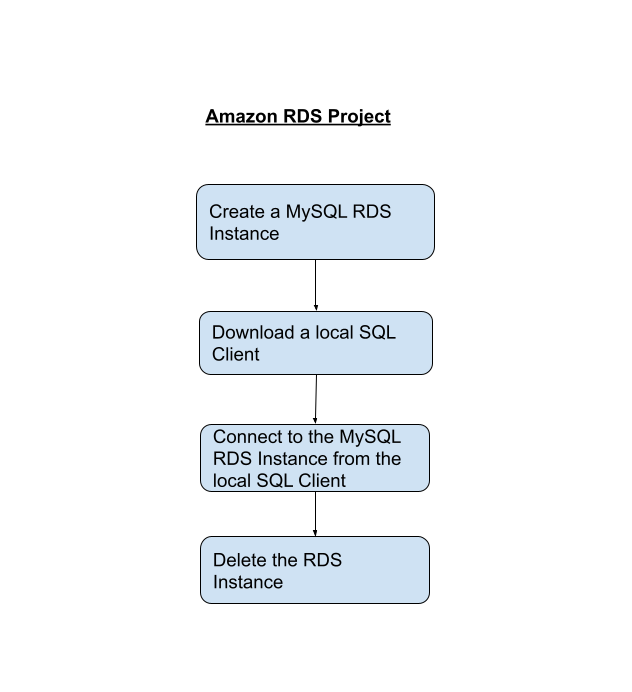 Amazon RDS Project
Create a MySQL RDS
Instance
Download a local SQL
Client
Connect to the MySQL
RDS Instance from the
local SQL Client
Delete the RDS
Instance